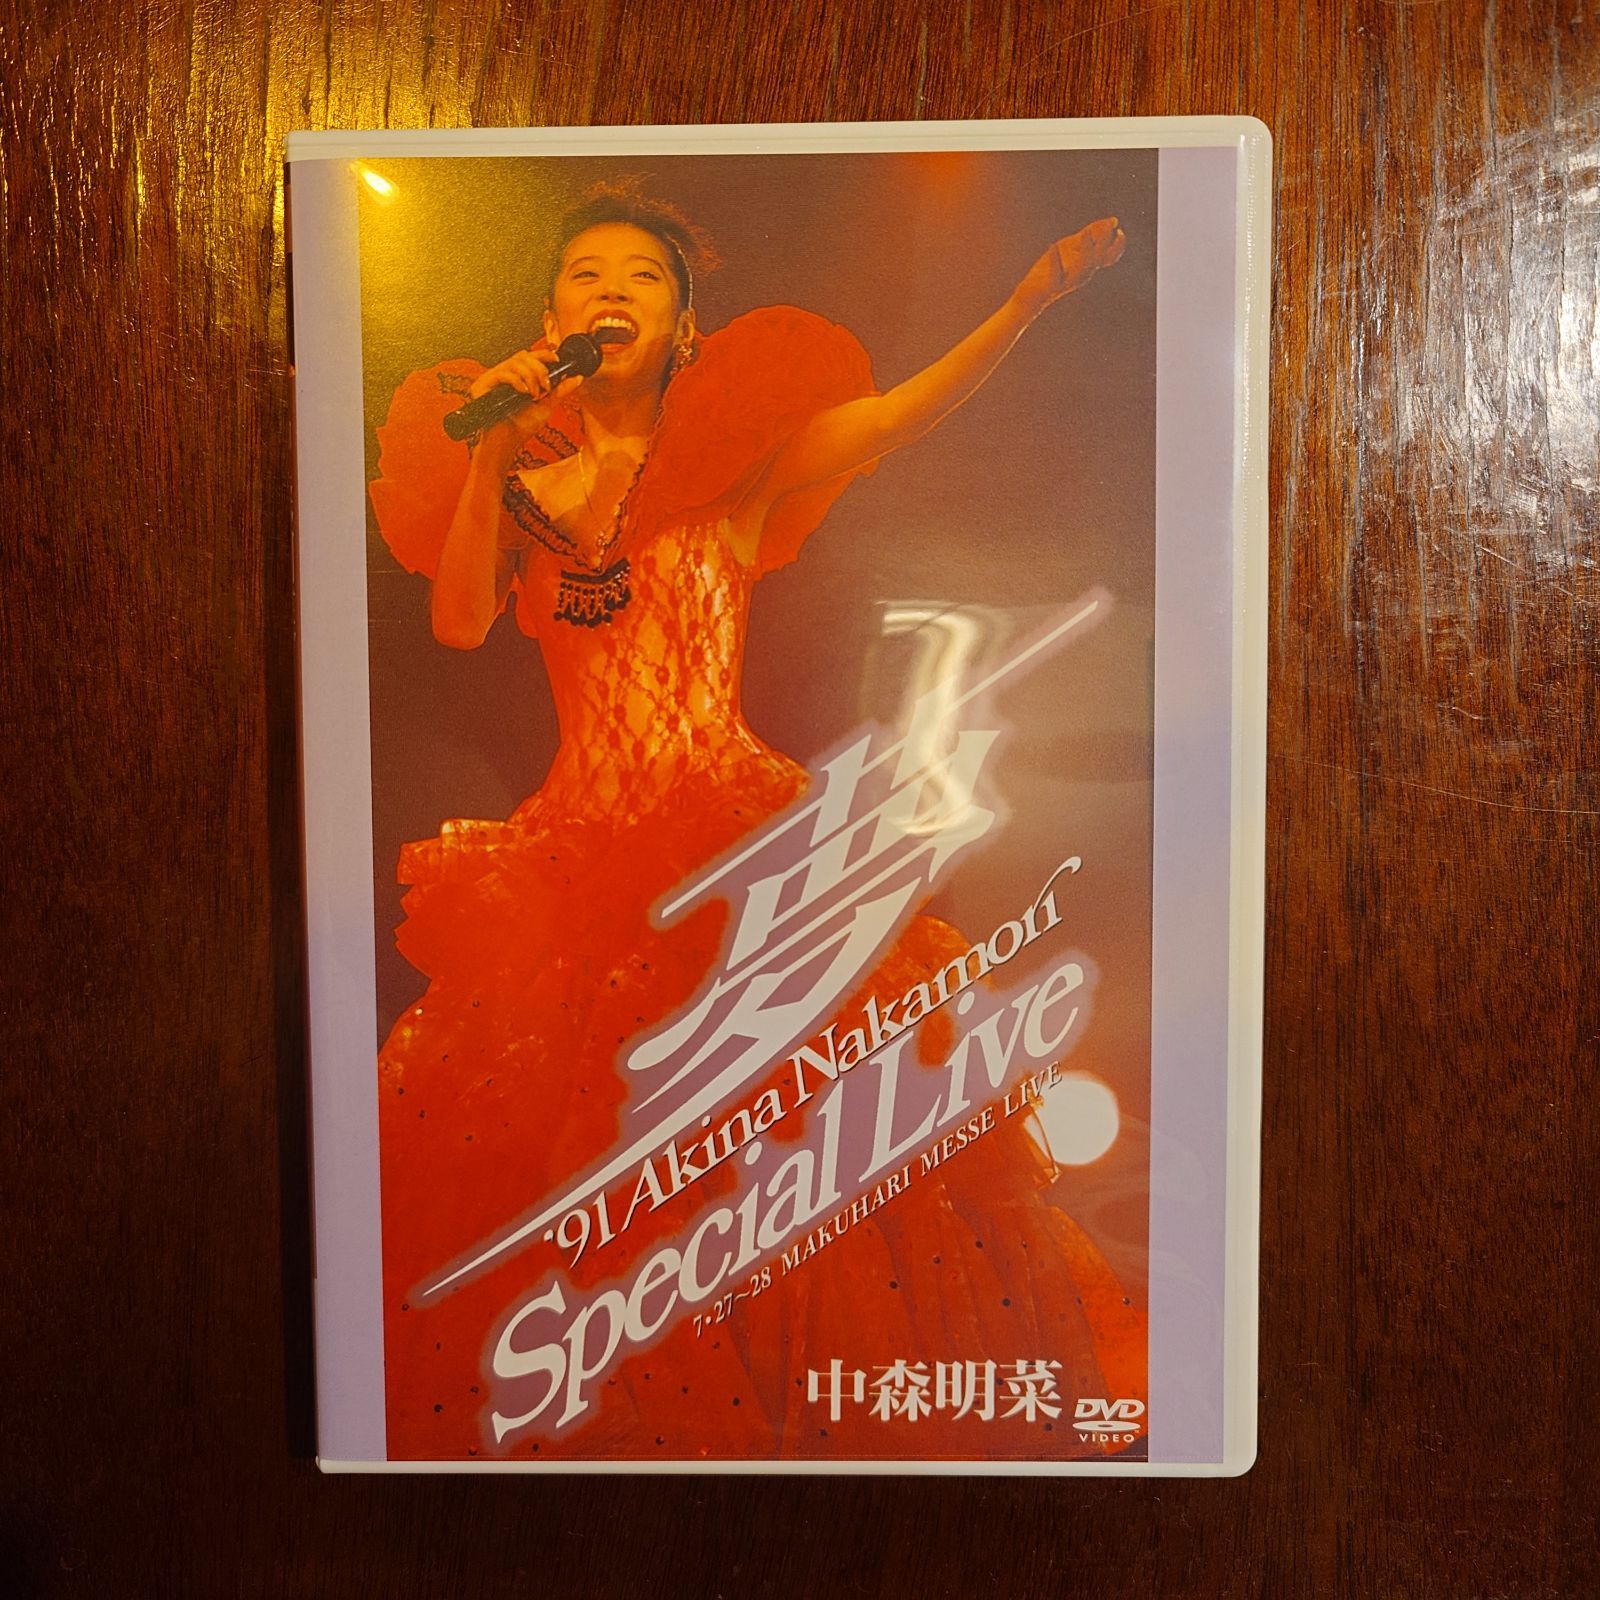 夢
'91 Akina Nakamori
Special Live
7・27〜28 MAKUHARI MESSE LIVE
中森明菜
DVD
VIDEO